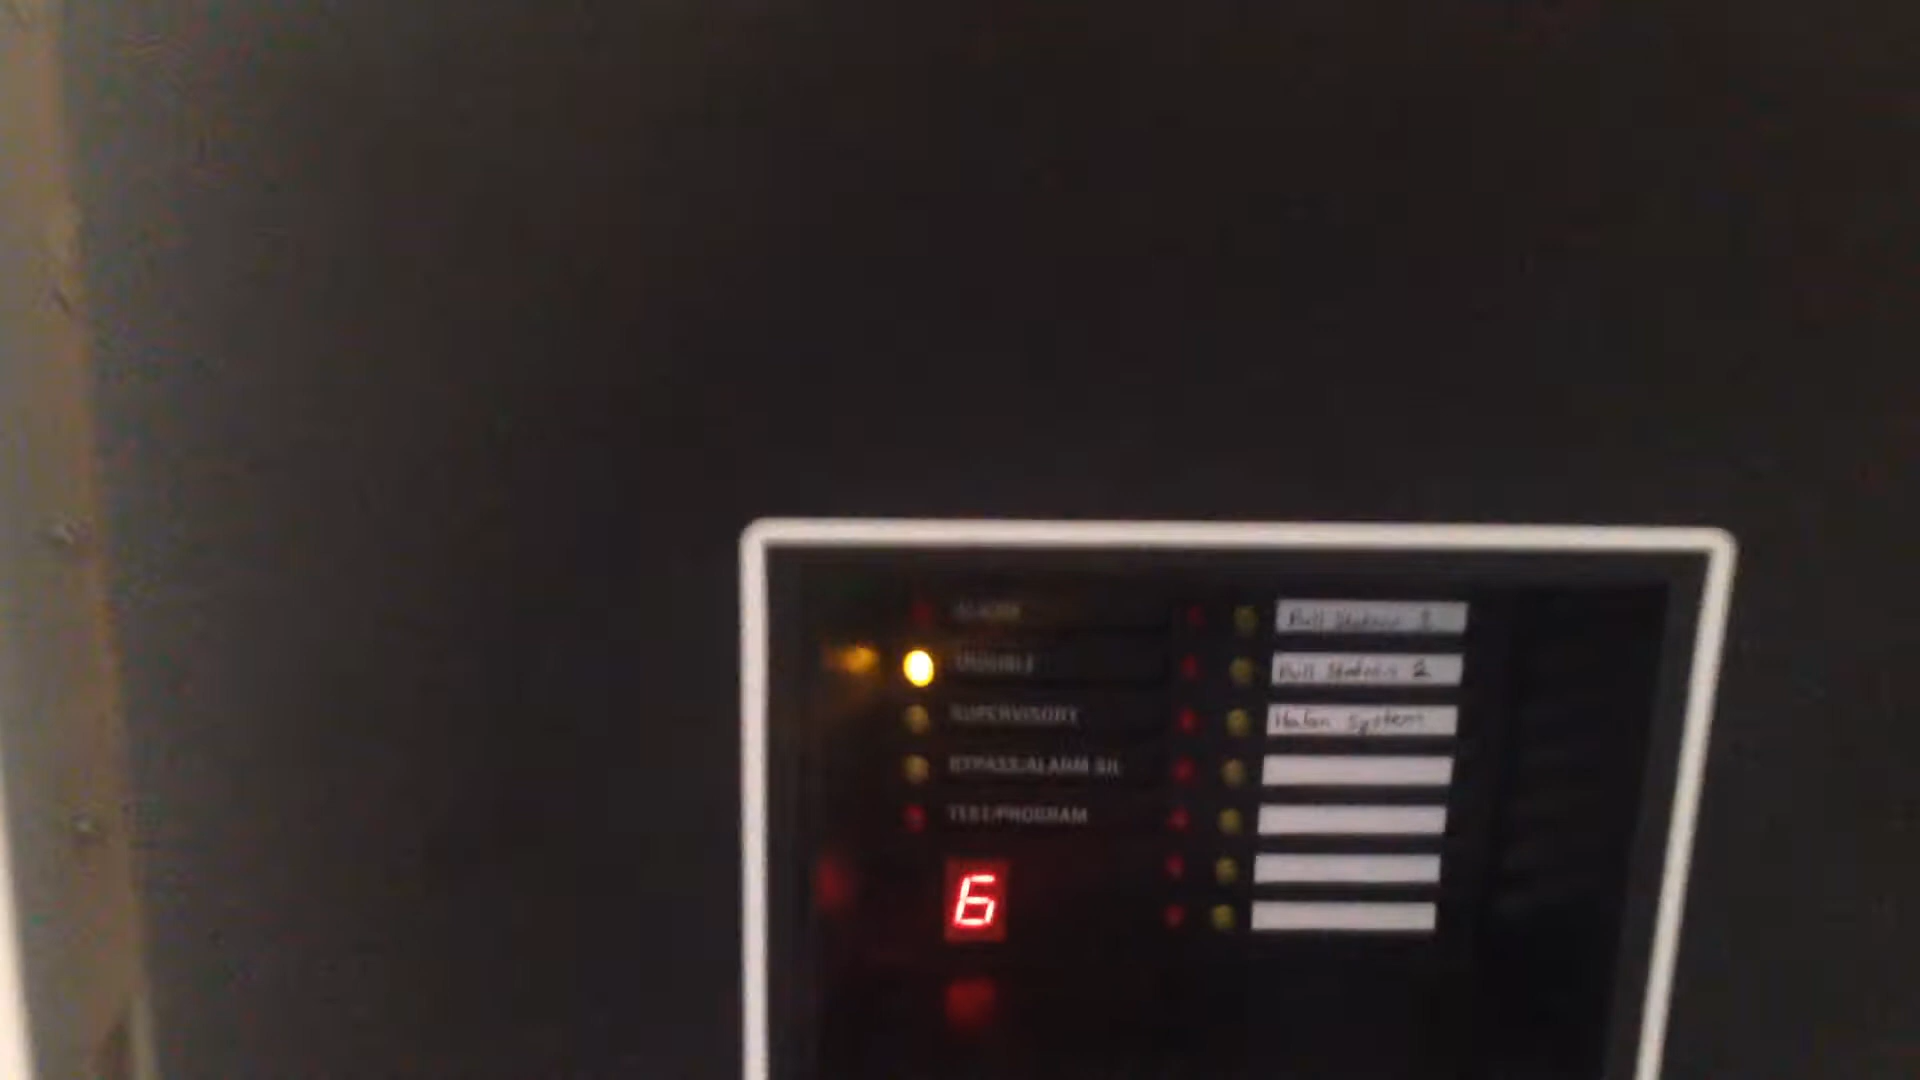 ALARM
TROUBLE
SUPERVISORY
BYPASS/ALARM SIL
TEST/PROGRAM
6
Pull Station 1
Pull Station 2
Halon System